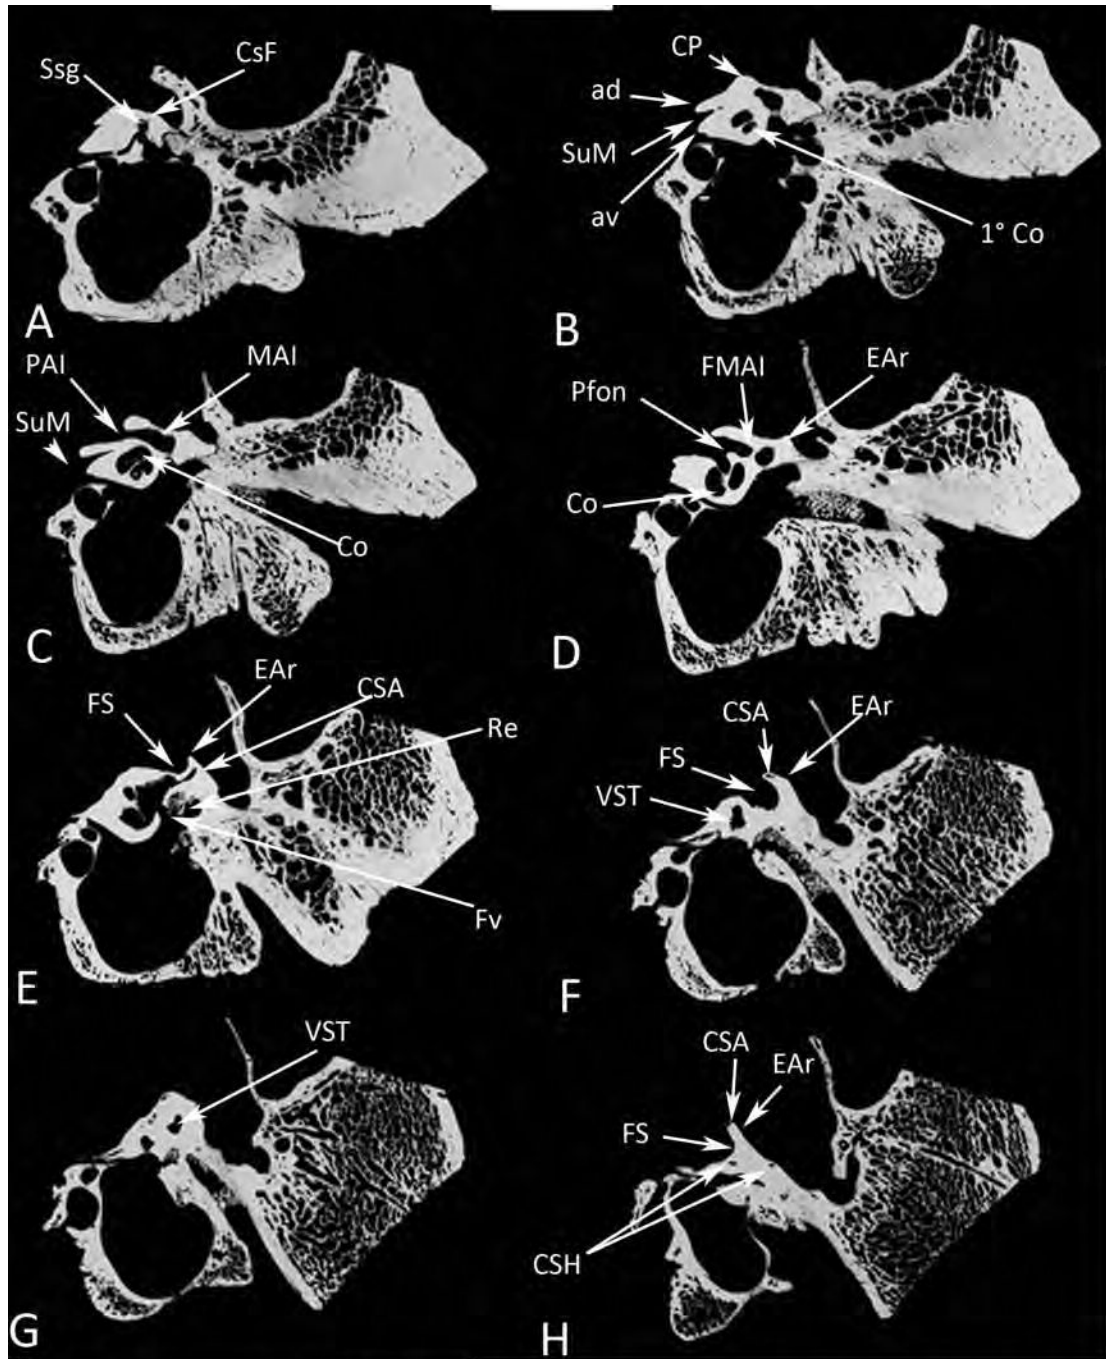 Ssg
CsF
A
CP
ad
SuM
av
1° Co
B
PAI
MAI
SuM
Co
C
Pfon
FMAI
EAr
Co
D
FS
EAr
CSA
Re
Fv
E
CSA
EAr
FS
VST
F
VST
G
CSA
EAr
FS
CSH
H